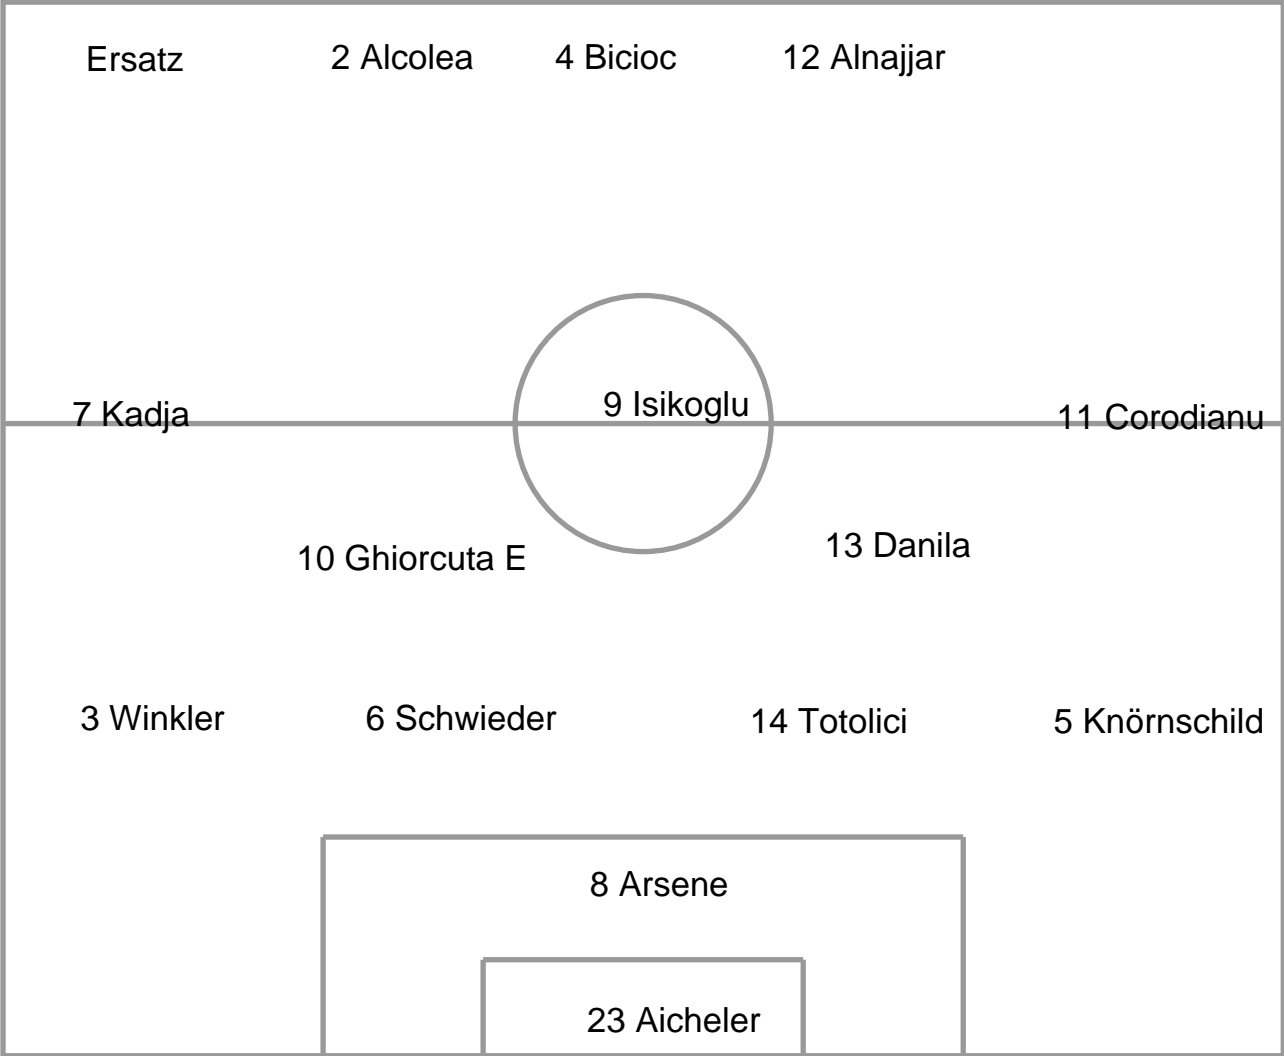 Ersatz 2 Alcolea 4 Bicioc 12 Alnajjar
7 Kadja 9 Isikoglu 11 Corodianu
10 Ghiorcuta E 13 Danila
3 Winkler 6 Schwieder 14 Totolici 5 Knörnschild
8 Arsene
23 Aicheler